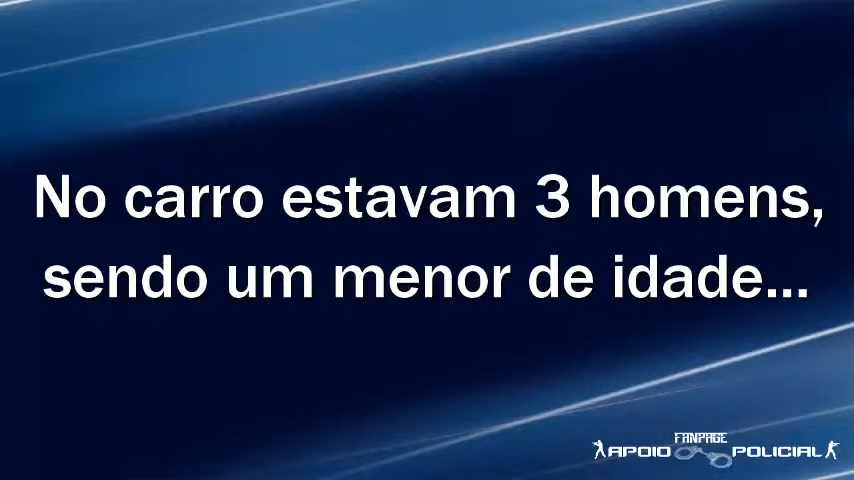 No carro estavam 3 homens,
sendo um menor de idade...
FANPAGE
APOIO POLICIAL